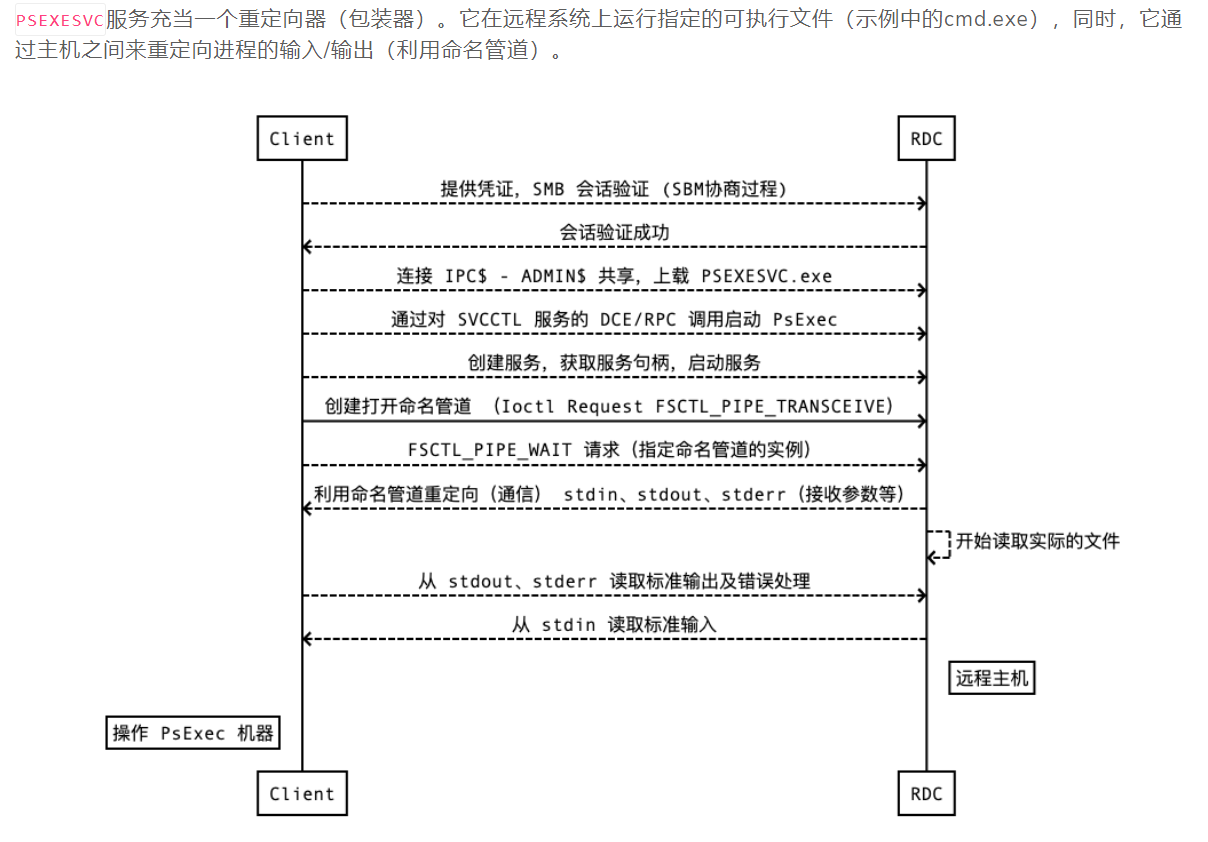 PSEXESVC服务充当一个重定向器（包装器）。它在远程系统上运行指定的可执行文件（示例中的cmd.exe），同时，它通
过主机之间来重定向进程的输入/输出（利用命名管道）。
Client
RDC
提供凭证，SMB 会话验证 (SBM协商过程)
会话验证成功
连接 IPC$ - ADMIN$ 共享，上载 PSEXESVC.exe
通过对 SVCCTL 服务的 DCE/RPC 调用启动 PsExec
创建服务，获取服务句柄，启动服务
创建打开命名管道 （Ioctl Request FSCTL_PIPE_TRANSCEIVE）
FSCTL_PIPE_WAIT 请求（指定命名管道的实例）
利用命名管道重定向（通信） stdin、stdout、stderr（接收参数等）
开始读取实际的文件
从 stdout、stderr 读取标准输出及错误处理
从 stdin 读取标准输入
远程主机
操作 PsExec 机器
Client
RDC